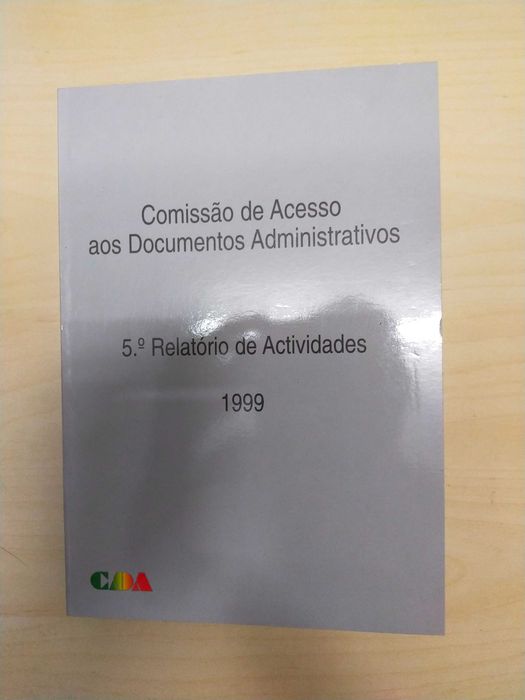 Comissão de Acesso
aos Documentos Administrativos
5.º Relatório de Actividades
1999
CADA